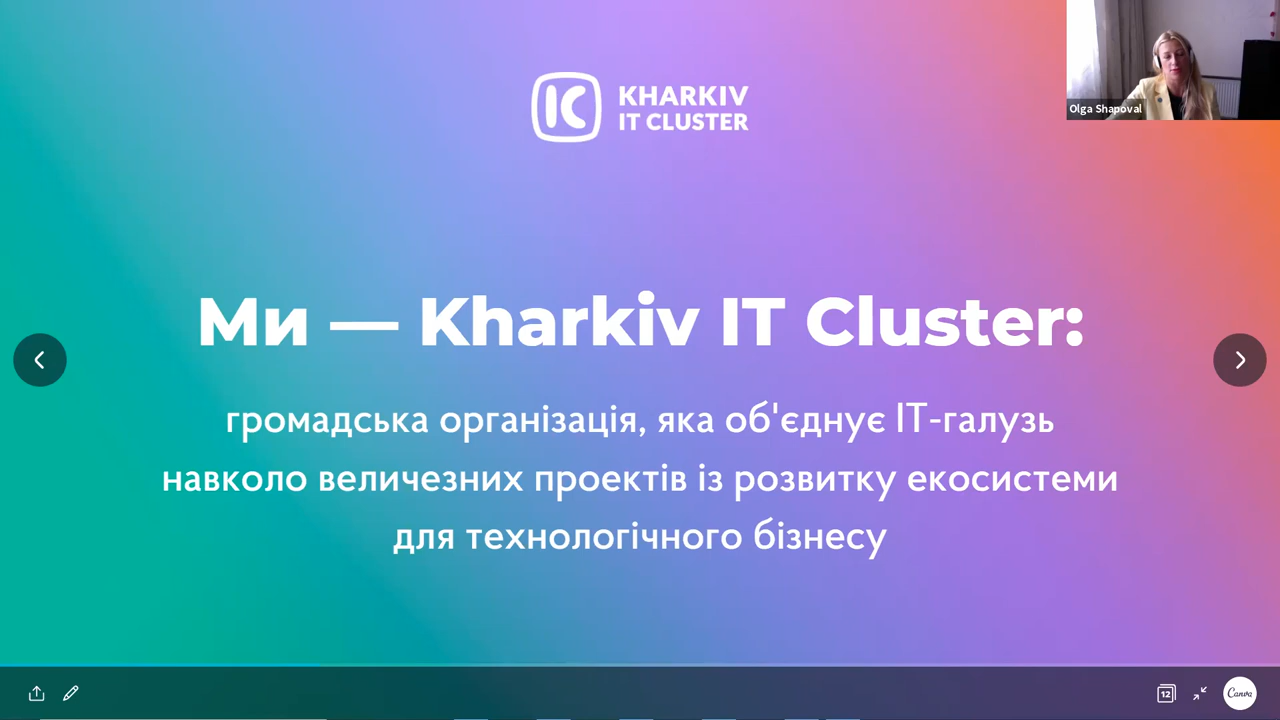 KHARKIV
IT CLUSTER
Olga Shapoval
Ми — Kharkiv IT Cluster:
громадська організація, яка об'єднує ІТ-галузь
навколо величезних проектів із розвитку екосистеми
для технологічного бізнесу
12
Canva